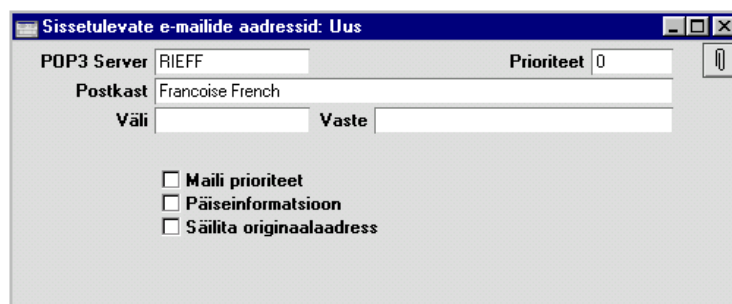 Sissetulevate e-mailide aadressid: Uus
POP3 Server RIEFF Prioriteet 0
Postkast Francoise French
Väli Vaste
Maili prioriteet
Päiseinformatsioon
Säilita originaalaadress